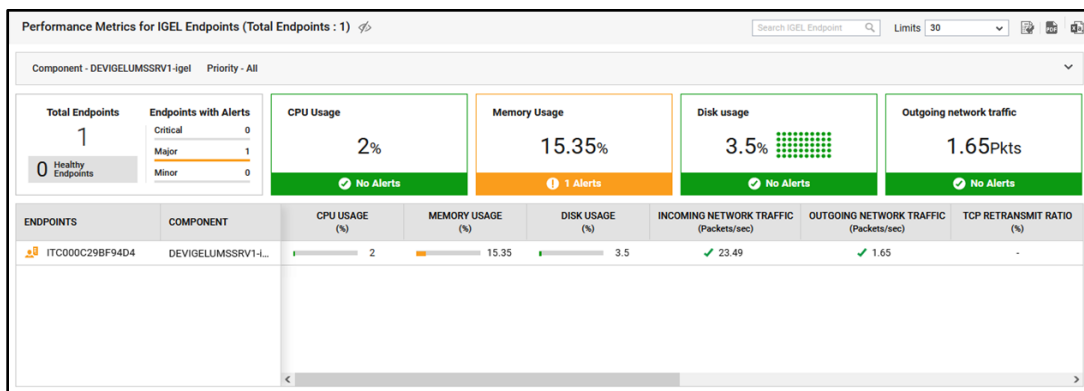 Performance Metrics for IGEL Endpoints (Total Endpoints : 1)
Search IGEL Endpoint
Limits 30
Component - DEVIGELUMSSRV1-igel Priority - All
Total Endpoints
1
0 Healthy Endpoints
Endpoints with Alerts
Critical 0
Major 1
Minor 0
CPU Usage
2%
No Alerts
Memory Usage
15.35%
1 Alerts
Disk usage
3.5%
No Alerts
Outgoing network traffic
1.65Pkts
No Alerts
ENDPOINTS COMPONENT CPU USAGE (%) MEMORY USAGE (%) DISK USAGE (%) INCOMING NETWORK TRAFFIC (Packets/sec) OUTGOING NETWORK TRAFFIC (Packets/sec) TCP RETRANSMIT RATIO (%)
ITC000C29BF94D4 DEVIGELUMSSRV1-i... 2 15.35 3.5 23.49 1.65 -